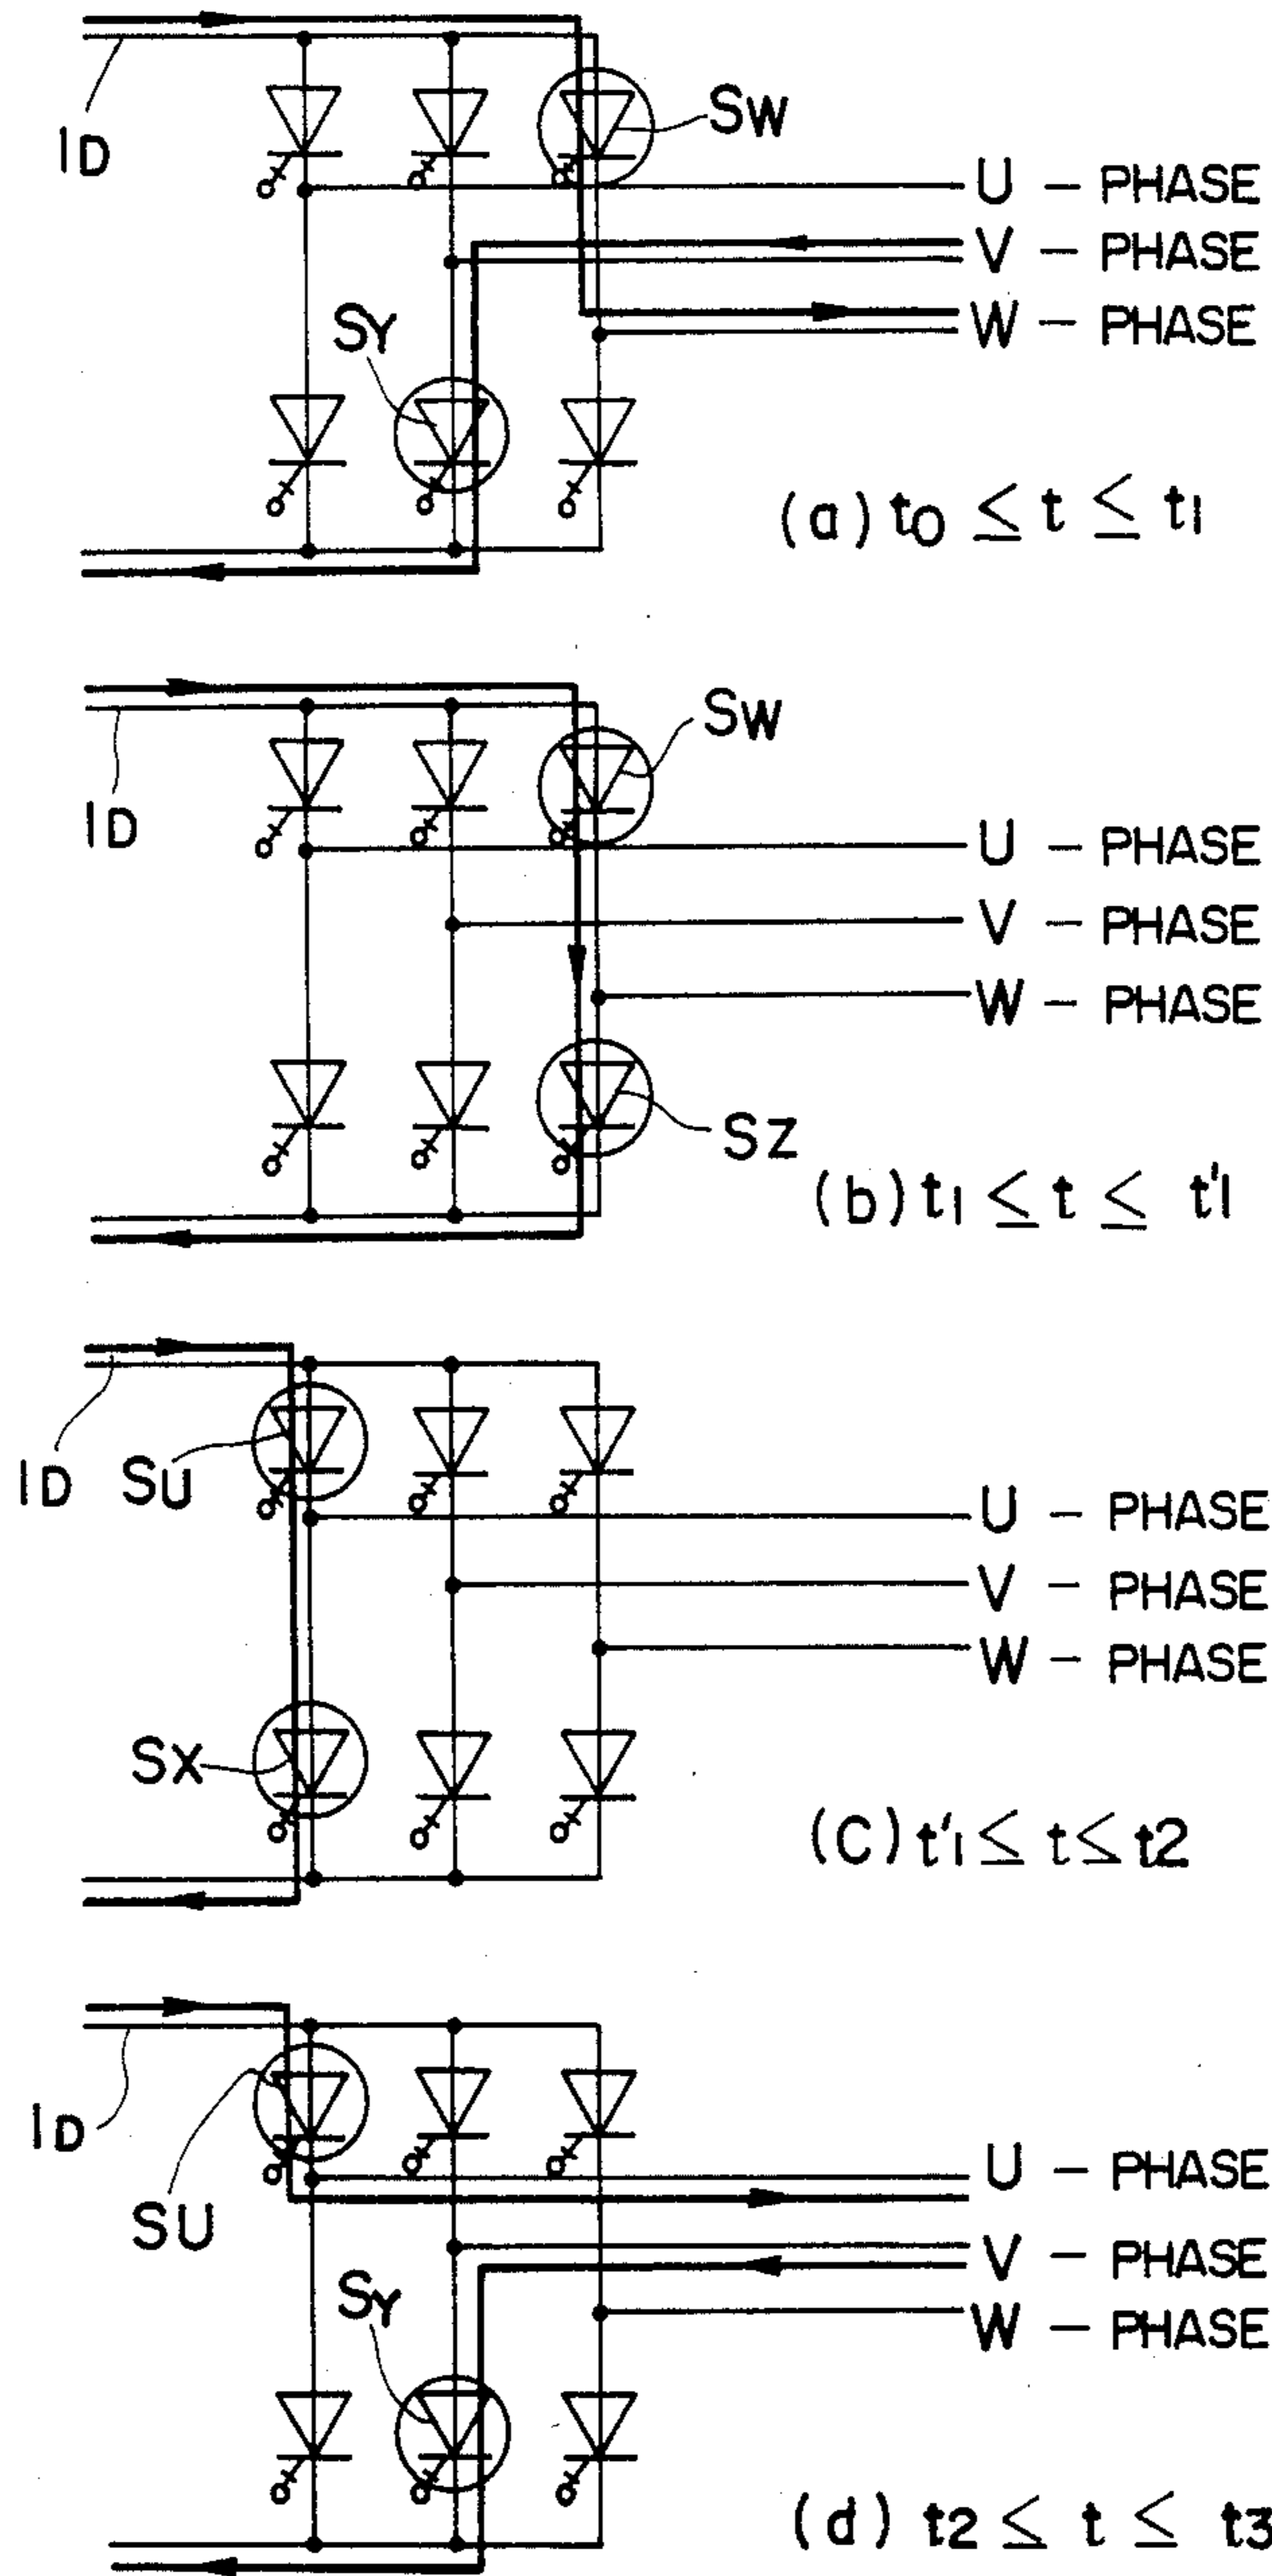 SW
ID
U - PHASE
V - PHASE
W - PHASE
SY
(a) t0 ≤ t ≤ t1
SW
ID
U - PHASE
V - PHASE
W - PHASE
SZ
(b) t1 ≤ t ≤ t'1
ID
SU
U - PHASE
V - PHASE
W - PHASE
SX
(C) t'1 ≤ t ≤ t2
ID
SU
U - PHASE
V - PHASE
W - PHASE
SY
(d) t2 ≤ t ≤ t3